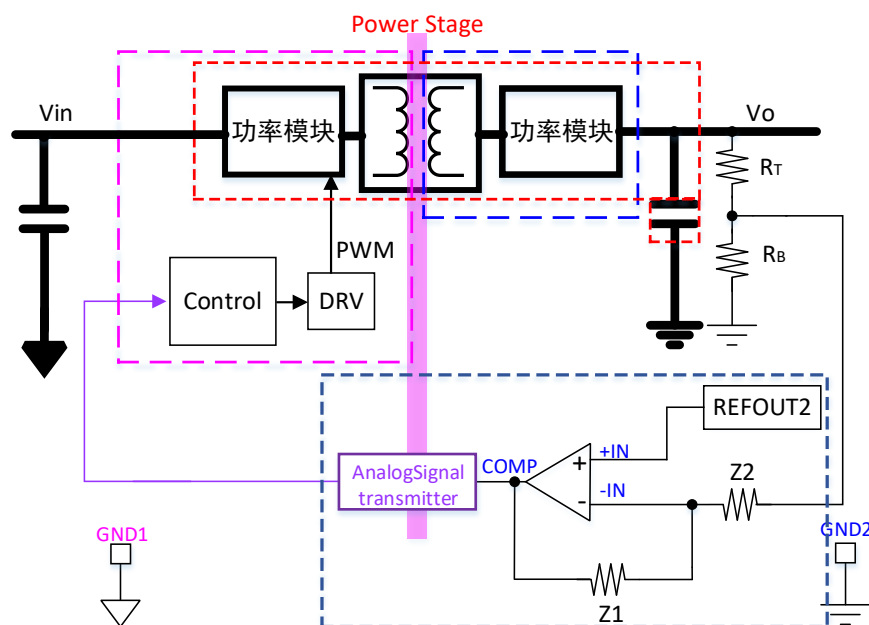 Power Stage
Vin
功率模块
功率模块
Vo
RT
PWM
RB
Control
DRV
REFOUT2
COMP
+IN
AnalogSignal
transmitter
+
-
-IN
Z2
GND1
GND2
Z1